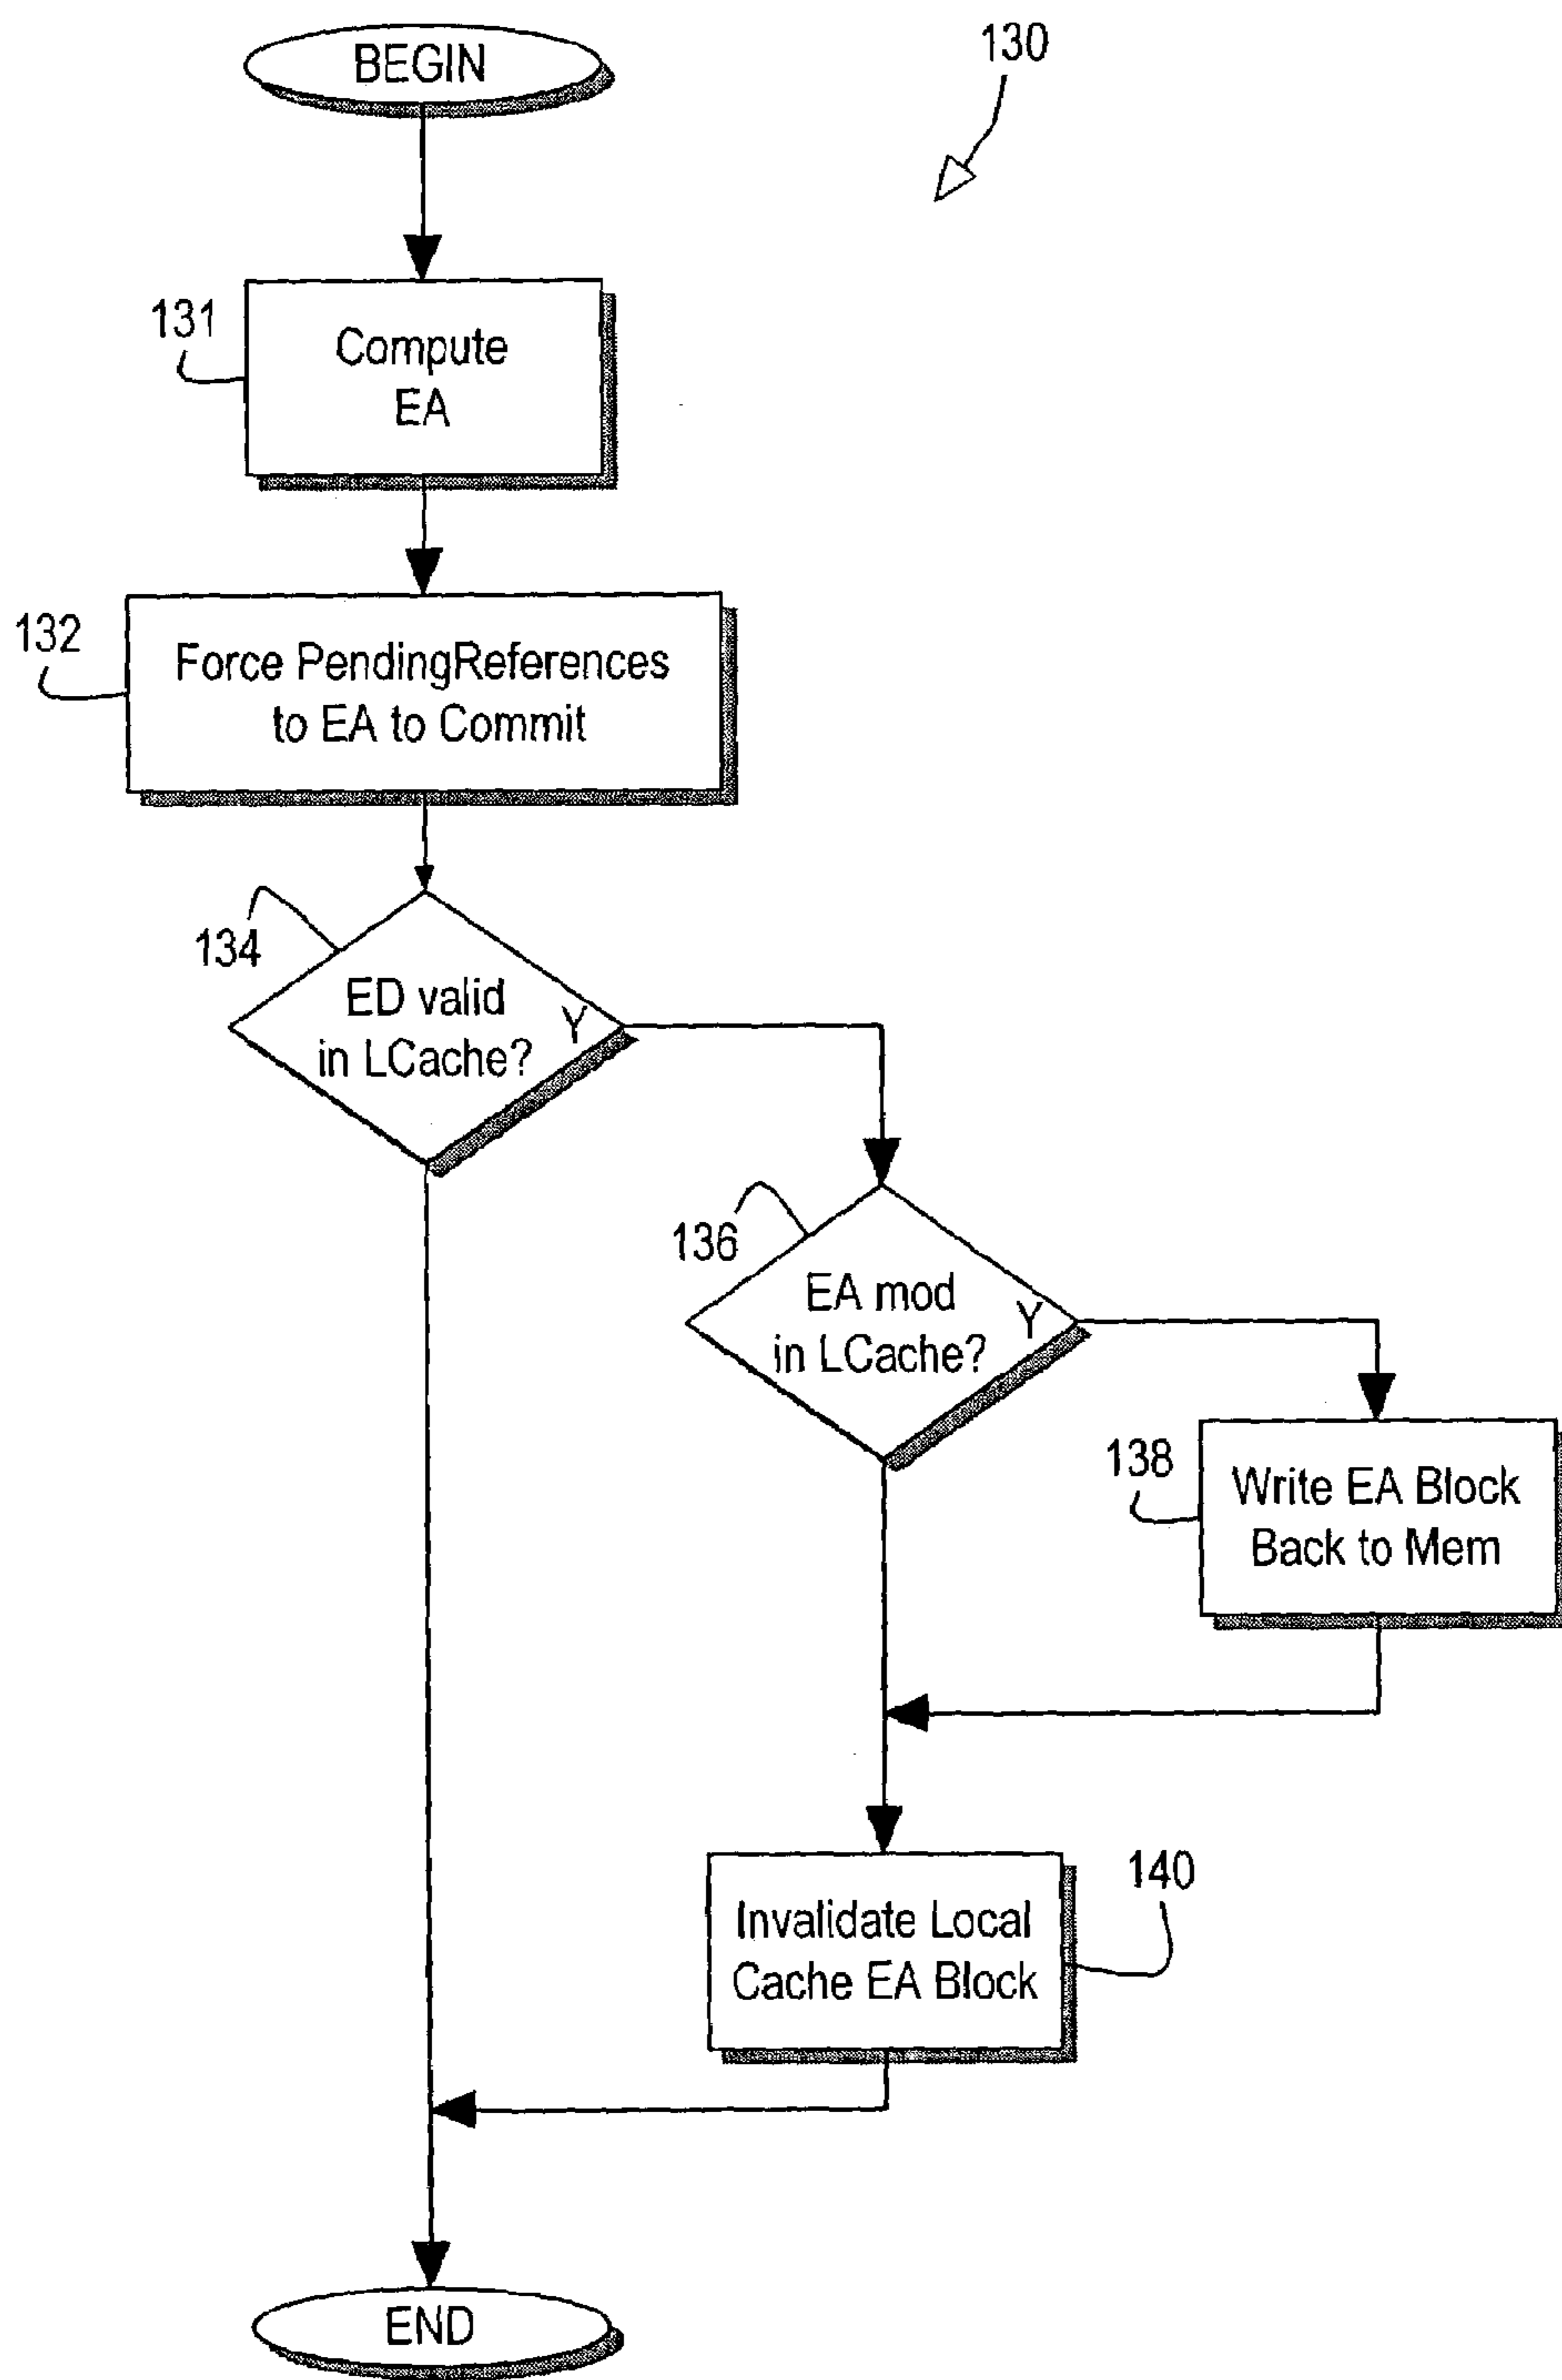 BEGIN
130
131
Compute
EA
132
Force PendingReferences
to EA to Commit
134
ED valid
in LCache?
Y
136
EA mod
in LCache?
Y
138
Write EA Block
Back to Mem
140
Invalidate Local
Cache EA Block
END